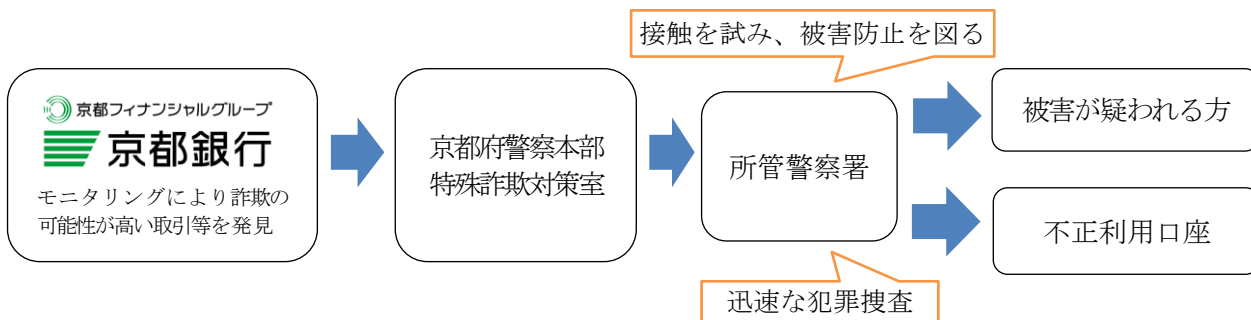 接触を試み、被害防止を図る
京都フィナンシャルグループ
京都銀行
モニタリングにより詐欺の
可能性が高い取引等を発見
京都府警察本部
特殊詐欺対策室
所管警察署
被害が疑われる方
不正利用口座
迅速な犯罪捜査